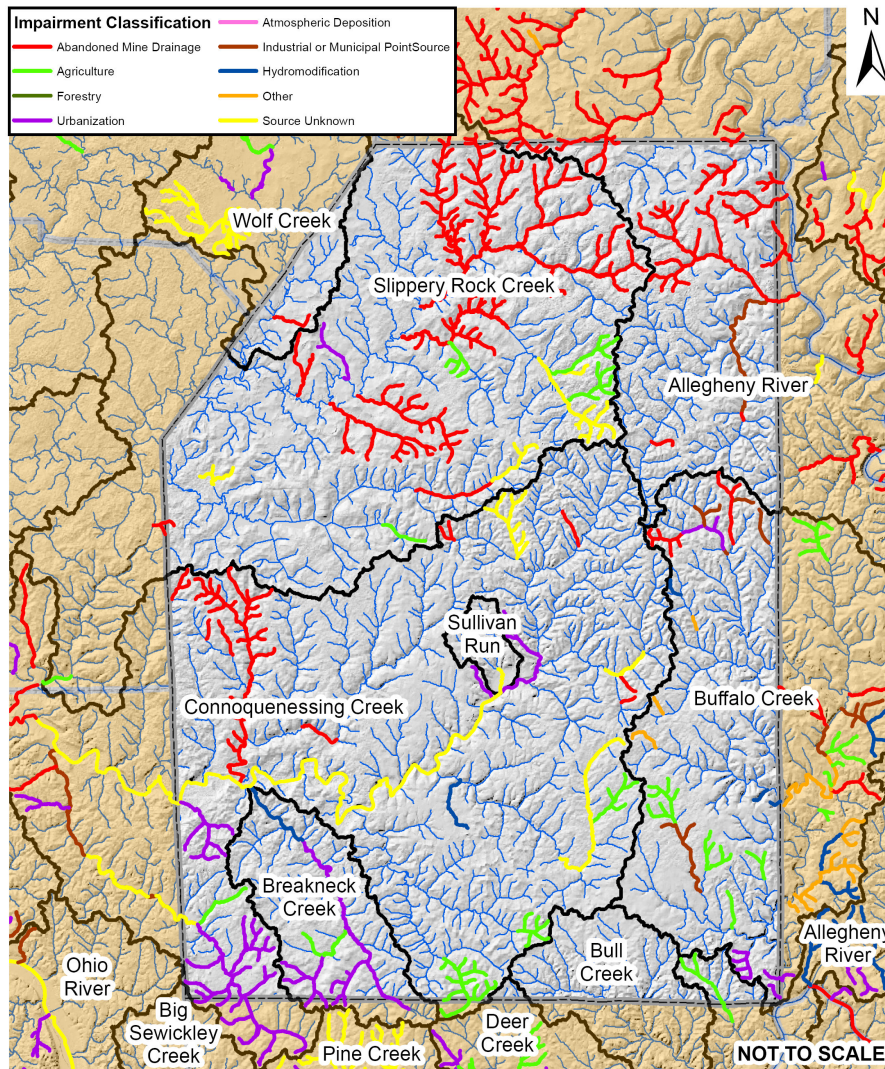 Impairment Classification
Abandoned Mine Drainage
Agriculture
Forestry
Urbanization
Atmospheric Deposition
Industrial or Municipal PointSource
Hydromodification
Other
Source Unknown
N
Wolf Creek
Slippery Rock Creek
Allegheny River
Sullivan
Run
Connoquenessing Creek
Buffalo Creek
Breakneck
Creek
Bull
Creek
Allegheny
River
Ohio
River
Big
Sewickley
Creek
Pine Creek
Deer
Creek
NOT TO SCALE